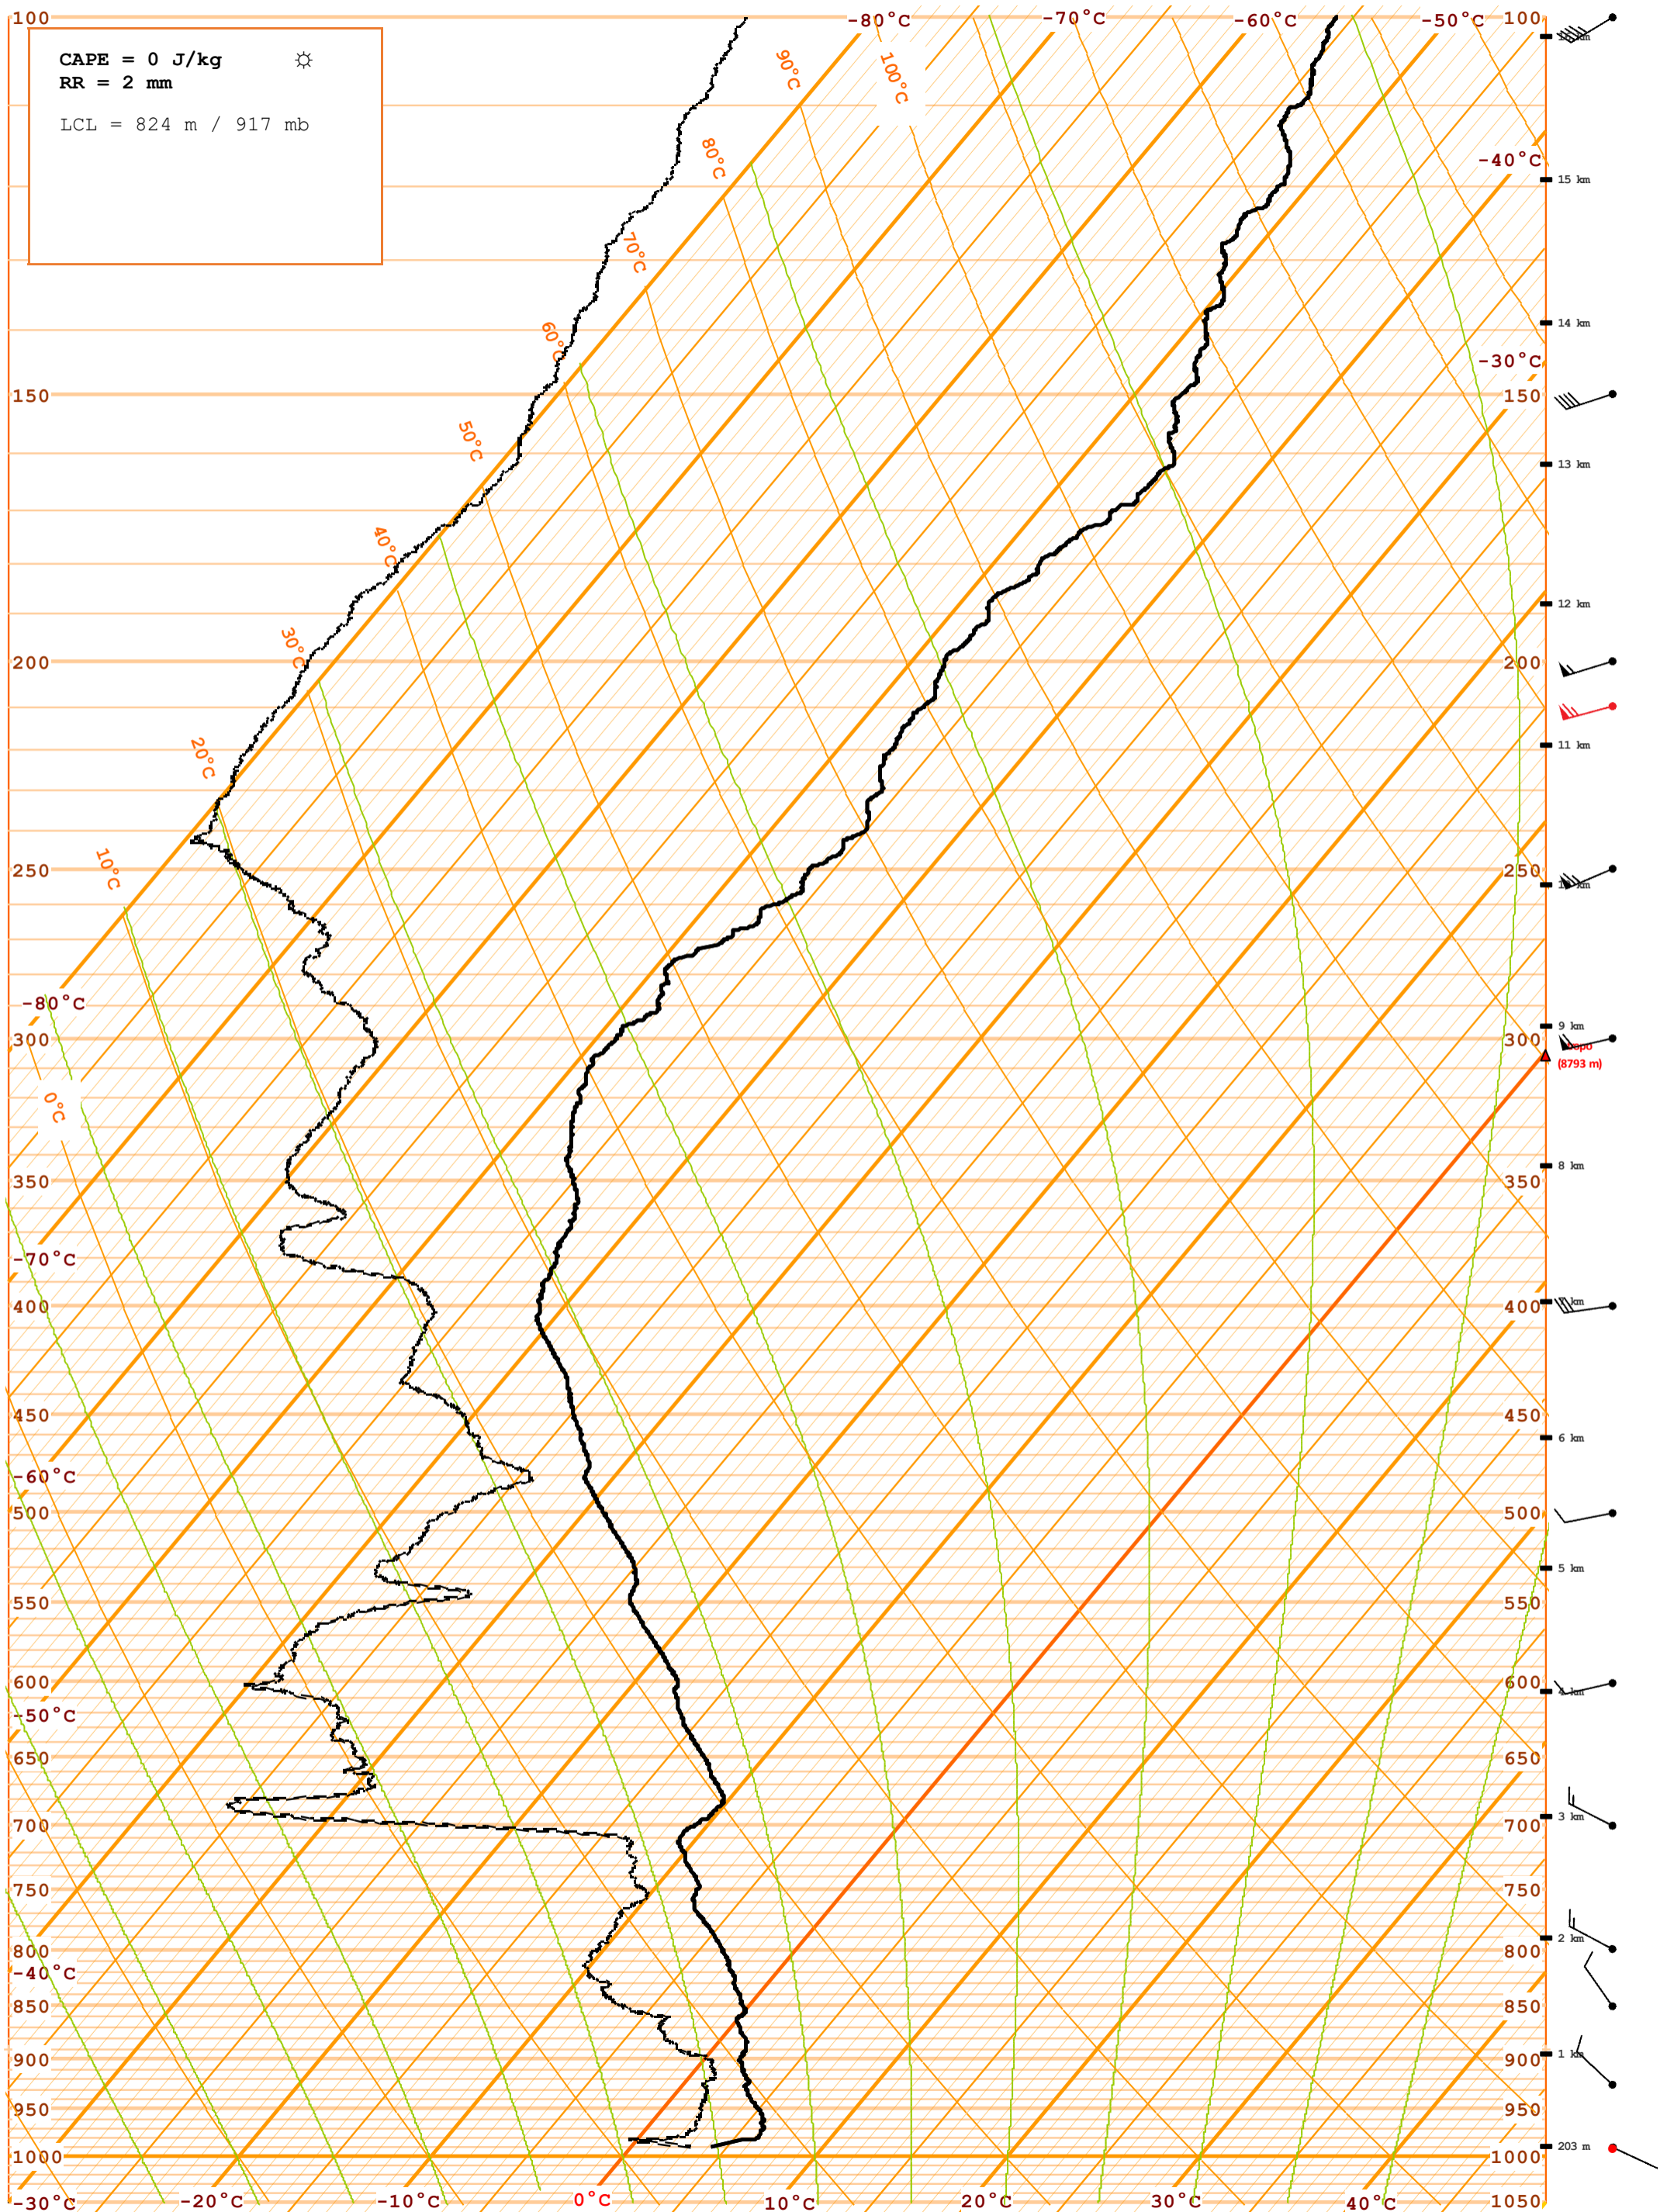 100
-80°C
-70°C
-60°C
-50°C
100
CAPE = 0 J/kg ☼
RR = 2 mm
LCL = 824 m / 917 mb
90°C
100°C
80°C
-40°C
15 km
70°C
14 km
60°C
-30°C
150
150
50°C
13 km
40°C
12 km
30°C
200
200
20°C
11 km
10°C
250
250
-80°C
9 km
300
300
(8793 m)
0°C
8 km
350
350
-70°C
400
400
450
450
6 km
-60°C
500
500
5 km
550
550
600
600
-50°C
650
650
3 km
700
700
750
750
2 km
800
800
-40°C
850
850
1 km
900
900
950
950
203 m
1000
1000
-30°C
-20°C
-10°C
0°C
10°C
20°C
30°C
40°C
1050